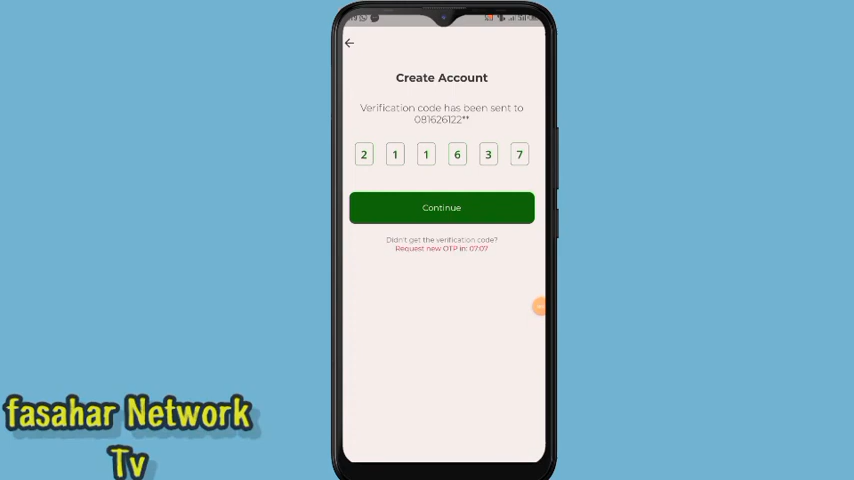 Create Account
Verification code has been sent to
081626122**
2 1 1 6 3 7
Continue
Didn't get the verification code?
Request new OTP in: 07:07
fasahar Network
Tv